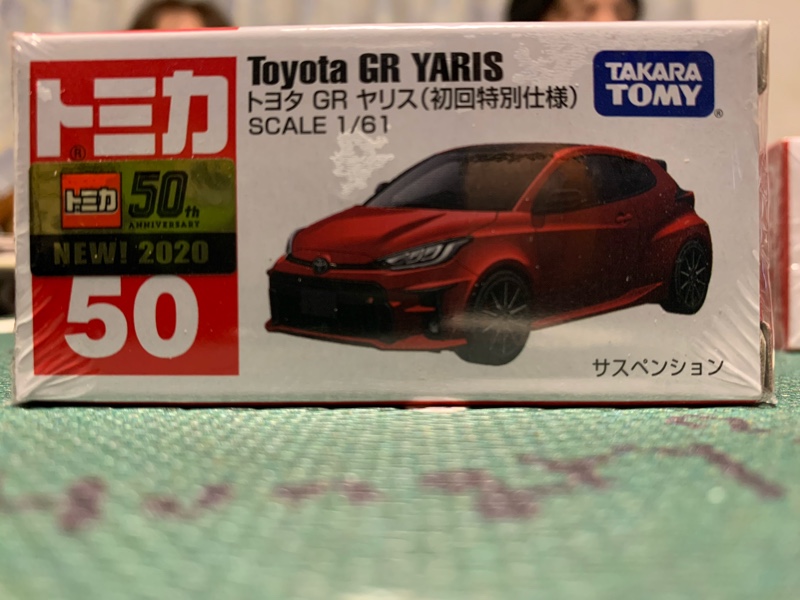 トミカ
®
Toyota GR YARIS
トヨタ GR ヤリス(初回特別仕様)
SCALE 1/61
TAKARA
TOMY
®
トミカ
50th
ANNIVERSARY
NEW! 2020
50
サスペンション